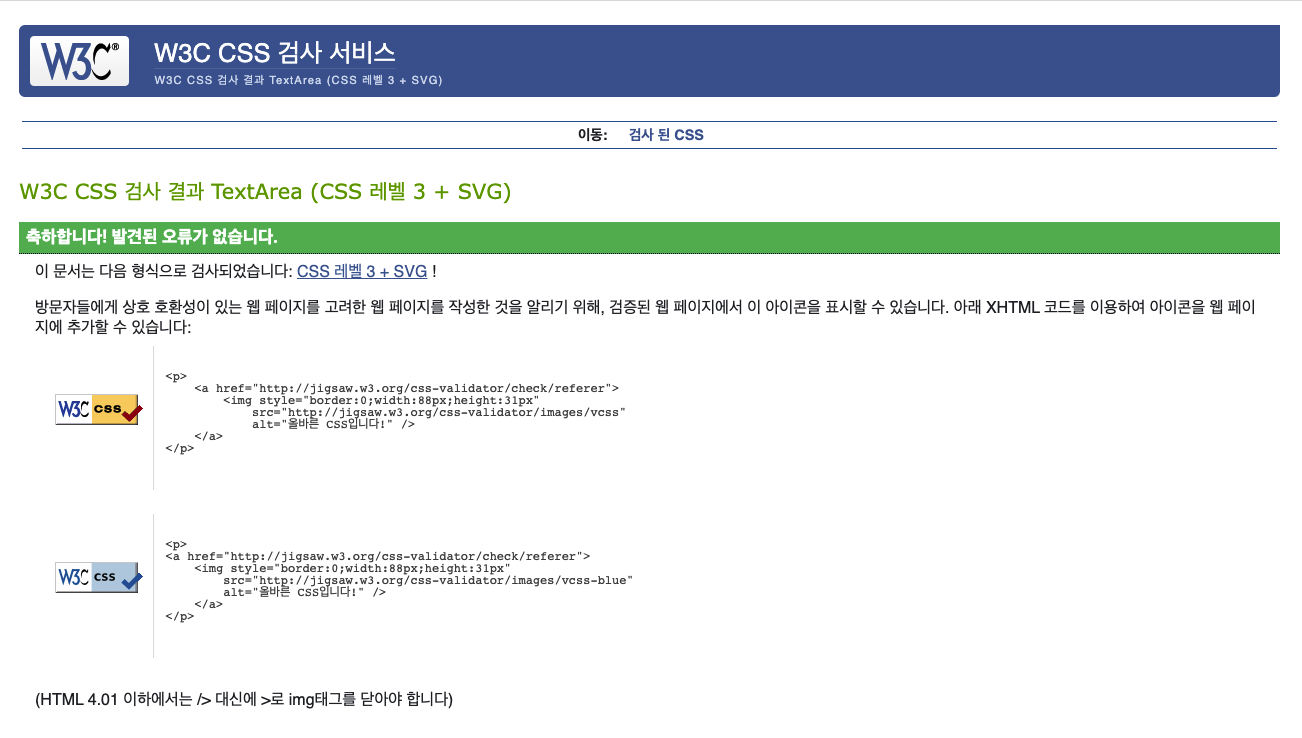 W3C®
W3C CSS 검사 서비스
W3C CSS 검사 결과 TextArea (CSS 레벨 3 + SVG)
이동: 검사 된 CSS
W3C CSS 검사 결과 TextArea (CSS 레벨 3 + SVG)
축하합니다! 발견된 오류가 없습니다.
이 문서는 다음 형식으로 검사되었습니다: CSS 레벨 3 + SVG !
방문자들에게 상호 호환성이 있는 웹 페이지를 고려한 웹 페이지를 작성한 것을 알리기 위해, 검증된 웹 페이지에서 이 아이콘을 표시할 수 있습니다. 아래 XHTML 코드를 이용하여 아이콘을 웹 페이
지에 추가할 수 있습니다:
W3C CSS
<p>
<a href="http://jigsaw.w3.org/css-validator/check/referer">
<img style="border:0;width:88px;height:31px"
src="http://jigsaw.w3.org/css-validator/images/vcss"
alt="올바른 CSS입니다!" />
</a>
</p>
W3C CSS
<p>
<a href="http://jigsaw.w3.org/css-validator/check/referer">
<img style="border:0;width:88px;height:31px"
src="http://jigsaw.w3.org/css-validator/images/vcss-blue"
alt="올바른 CSS입니다!" />
</a>
</p>
(HTML 4.01 이하에서는 /> 대신에 >로 img태그를 닫아야 합니다)